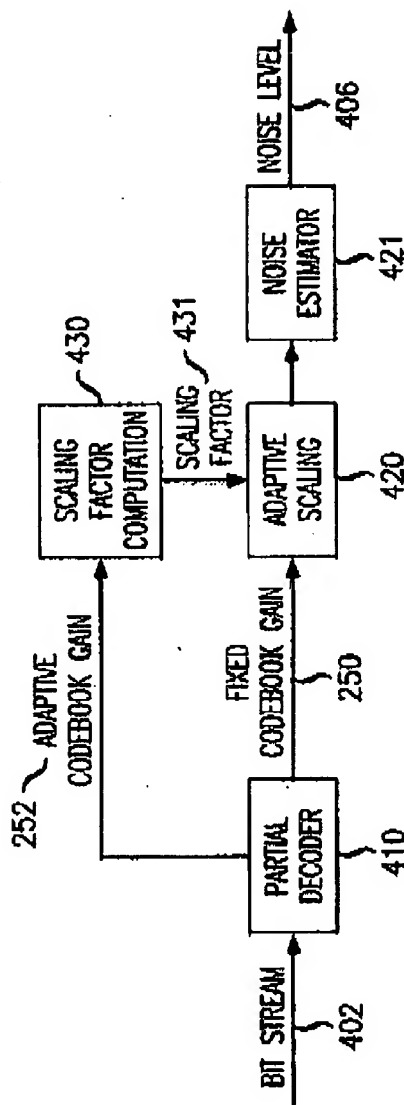 BIT STREAM
402
PARTIAL
DECODER
410
252
ADAPTIVE
CODEBOOK GAIN
FIXED
CODEBOOK GAIN
250
SCALING
FACTOR
COMPUTATION
430
SCALING
FACTOR
431
ADAPTIVE
SCALING
420
NOISE
ESTIMATOR
421
NOISE LEVEL
406